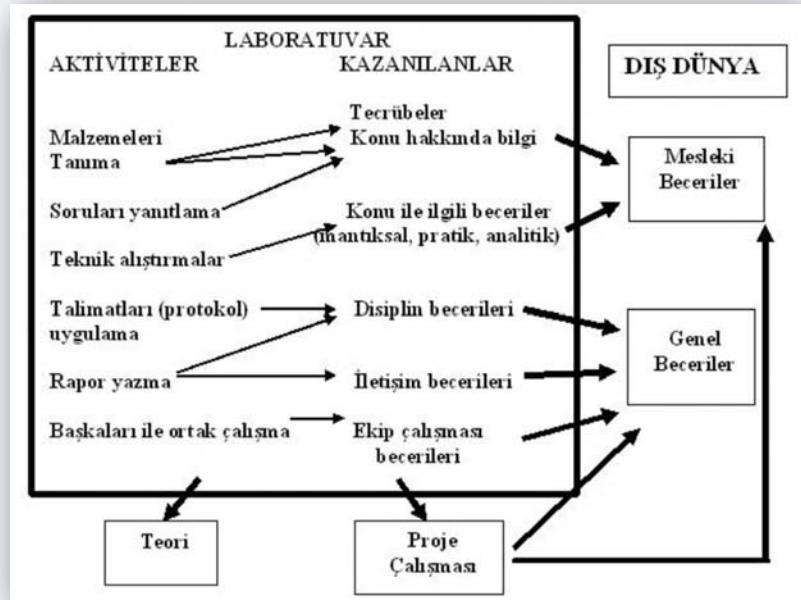 LABORATUVAR
AKTİVİTELER
KAZANILANLAR
DIŞ DÜNYA
Malzemeleri
Tanıma
Soruları yanıtlama
Teknik alıştırmalar
Talimatları (protokol)
uygulama
Rapor yazma
Başkaları ile ortak çalışma
Tecrübeler
Konu hakkında bilgi
Konu ile ilgili beceriler
(mantıksal, pratik, analitik)
Disiplin becerileri
İletişim becerileri
Ekip çalışması
becerileri
Mesleki
Beceriler
Genel
Beceriler
Teori
Proje
Çalışması